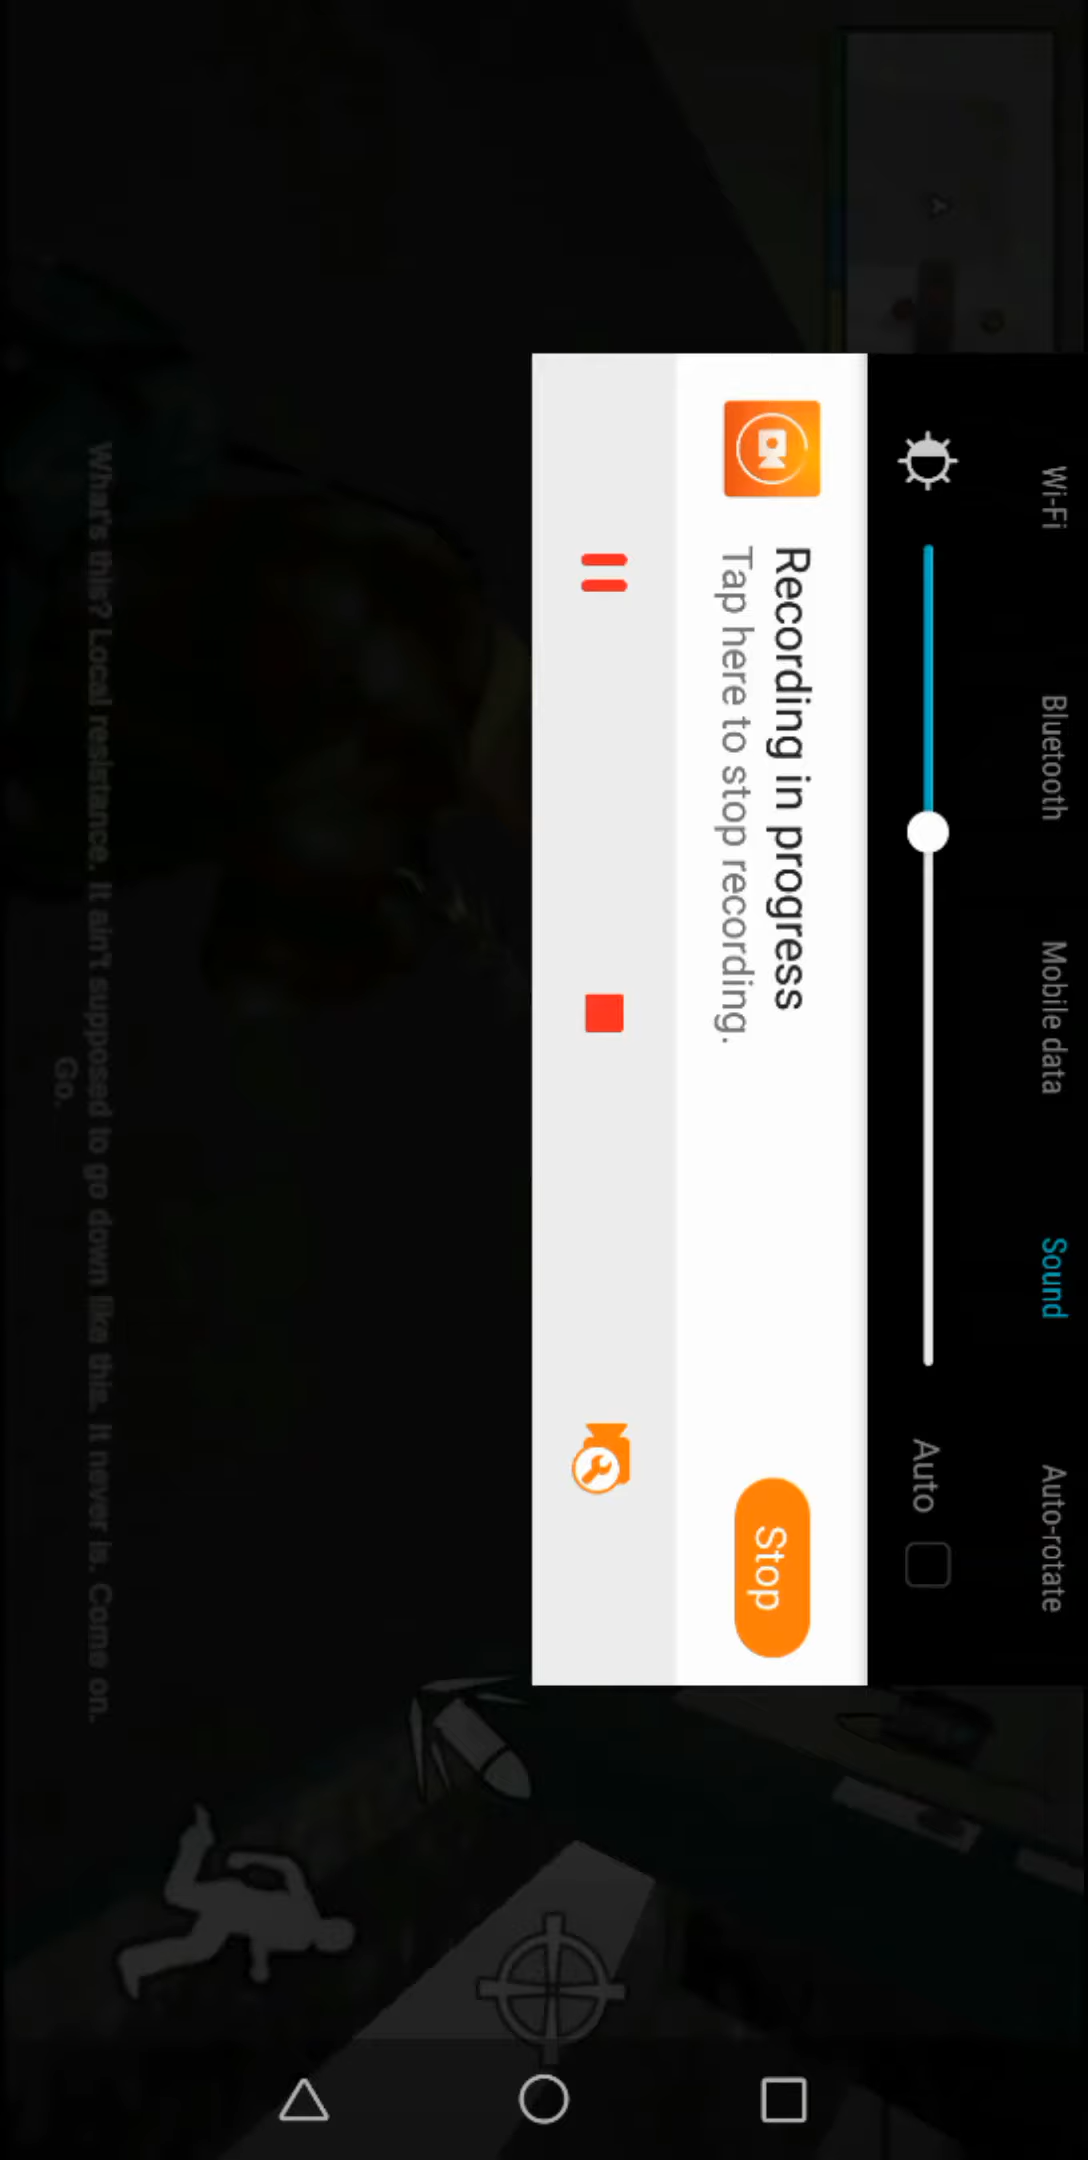 Wi-Fi
Bluetooth
Mobile data
Sound
Auto-rotate
Auto
Recording in progress
Tap here to stop recording.
Stop
What's this? Local resistance. It ain't supposed to go down like this. It never is. Come on.
Go.